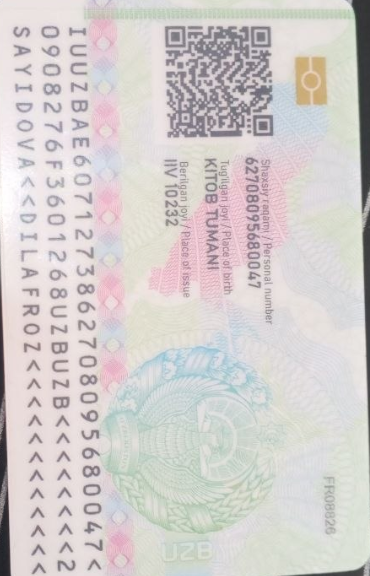 Shaxsiy raqami / Personal number
62708095680047
Tug'ilgan joyi / Place of birth
KITOB TUMANI
Berilgan joyi / Place of issue
IIV 10232
FR08826
UZB
IUUZBAE6071273862708095680047<
0908276F3601268UZBUZB<<<<<<<2
SAYIDOVA<<DILAFROZ<<<<<<<<<<<<